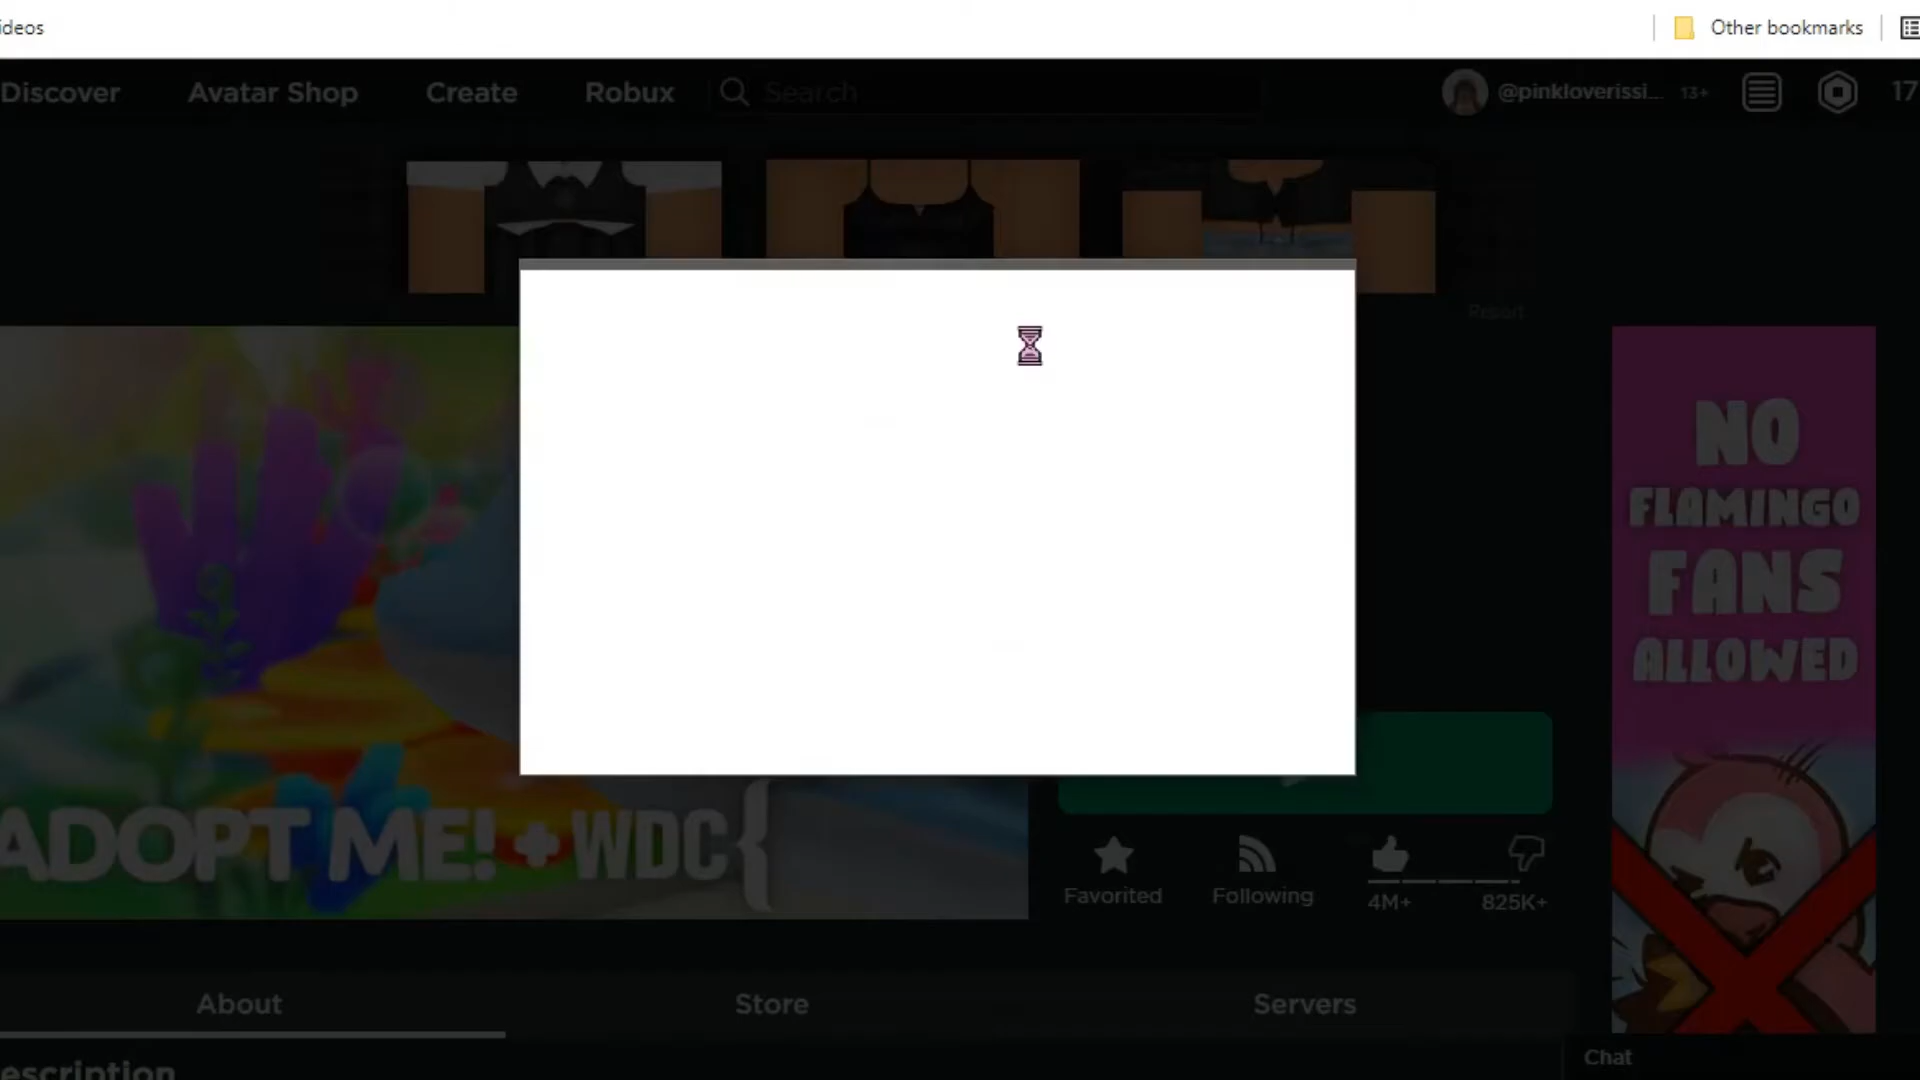 ideos
Other bookmarks
Discover
Avatar Shop
Create
Robux
Search
@pinkloverissi...
13+
17
Report
NO
FLAMINGO
FANS
ALLOWED
ADOPT ME! + WDC{
Favorited
Following
4M+
825K+
About
Store
Servers
escription
Chat